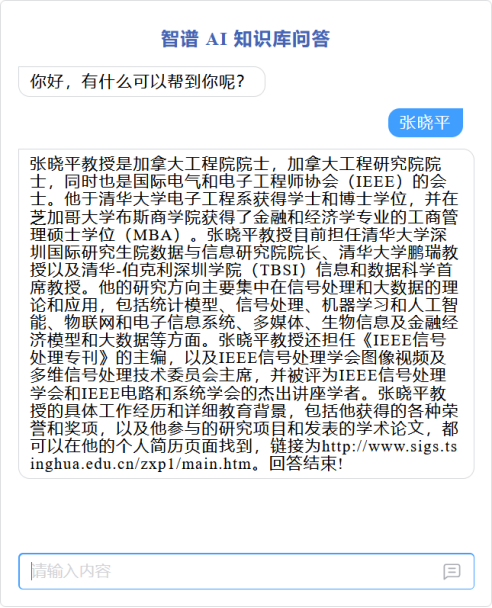 智谱 AI 知识库问答
你好，有什么可以帮到你呢？
张晓平
张晓平教授是加拿大工程院院士，加拿大工程研究院院
士，同时也是国际电气和电子工程师协会（IEEE）的会
士。他于清华大学电子工程系获得学士和博士学位，并在
芝加哥大学布斯商学院获得了金融和经济学专业的工商管
理硕士学位（MBA）。张晓平教授目前担任清华大学深
圳国际研究生院数据与信息研究院院长、清华大学鹏瑞教
授以及清华-伯克利深圳学院（TBSI）信息和数据科学首
席教授。他的研究方向主要集中在信号处理和大数据的理
论和应用，包括统计模型、信号处理、机器学习和人工智
能、物联网和电子信息系统、多媒体、生物信息及金融经
济模型和大数据等方面。张晓平教授还担任《IEEE信号
处理专刊》的主编，以及IEEE信号处理学会图像视频及
多维信号处理技术委员会主席，并被评为IEEE信号处理
学会和IEEE电路和系统学会的杰出讲座学者。张晓平教
授的具体工作经历和详细教育背景，包括他获得的各种荣
誉和奖项，以及他参与的研究项目和发表的学术论文，都
可以在他的个人简历页面找到，链接为http://www.sigs.ts
inghua.edu.cn/zxp1/main.htm。回答结束!
请输入内容